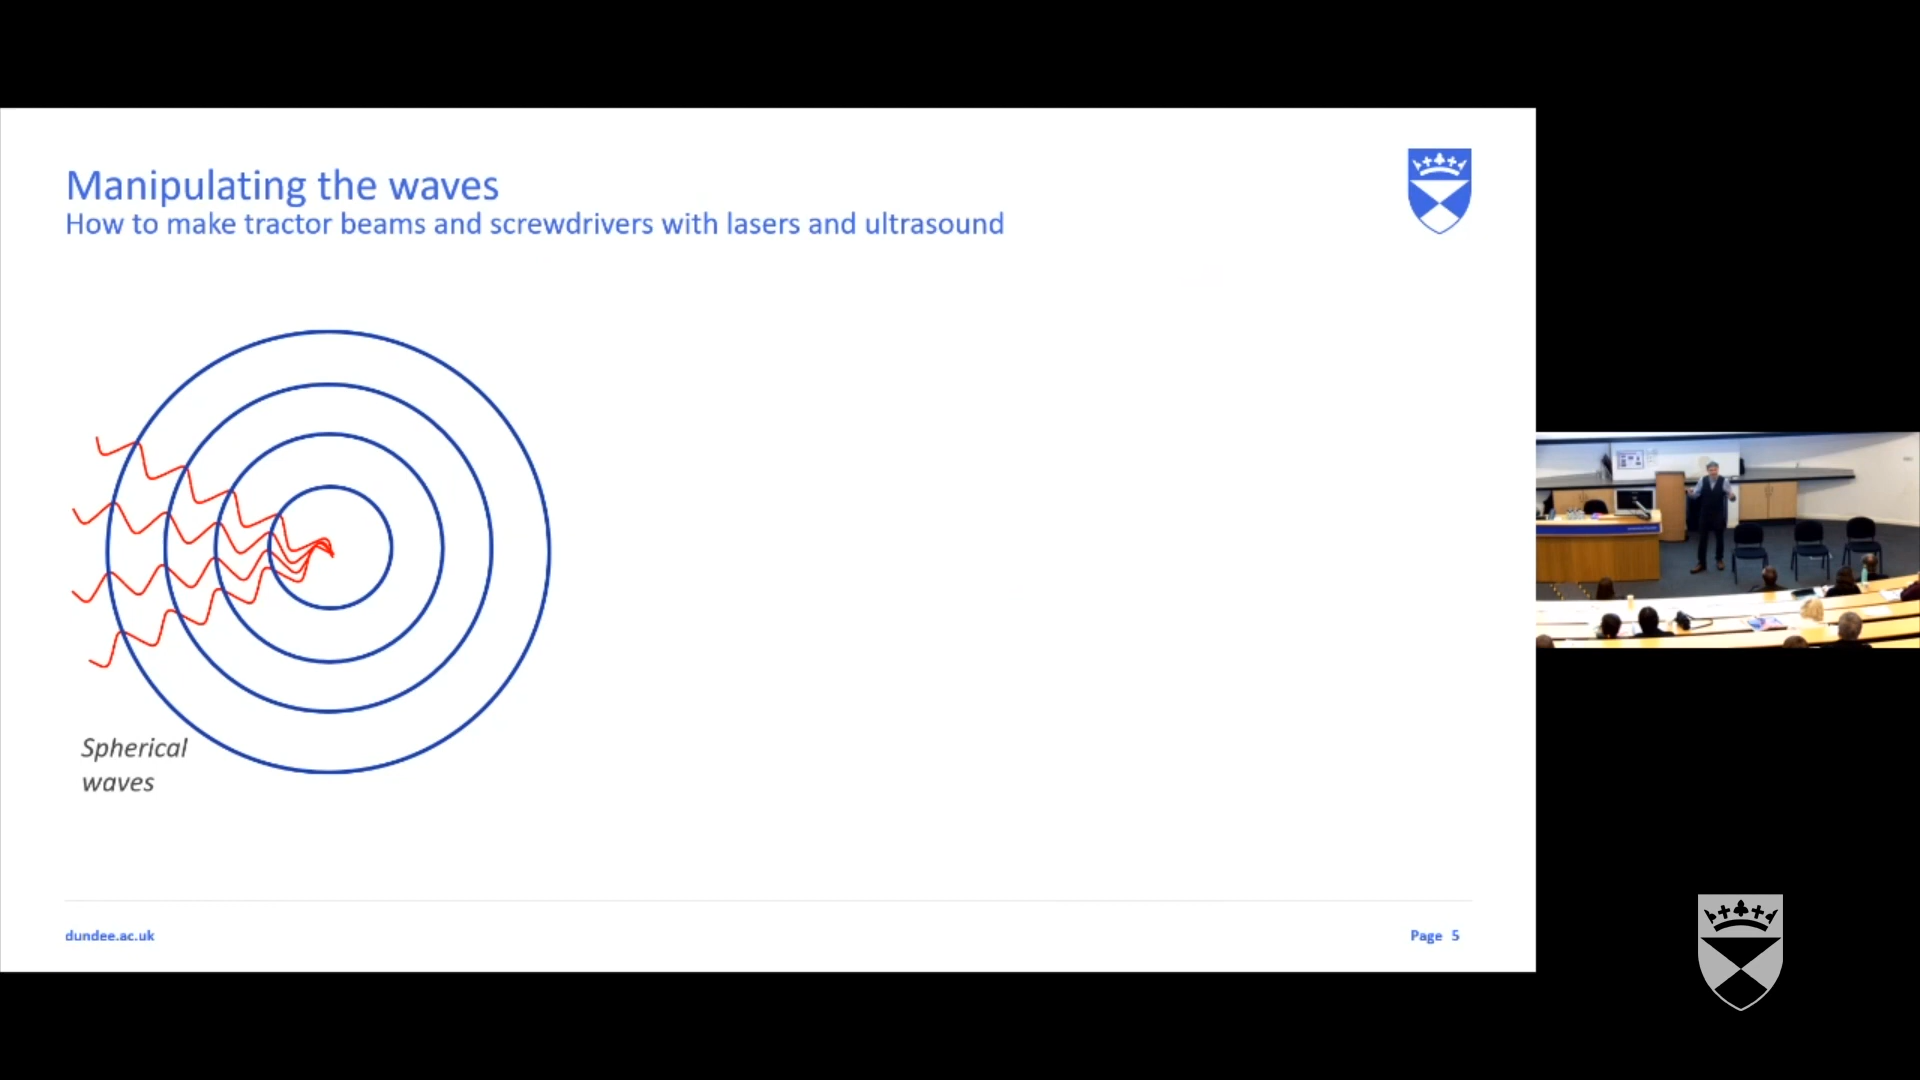 Manipulating the waves
How to make tractor beams and screwdrivers with lasers and ultrasound
Spherical
waves
dundee.ac.uk
Page 5